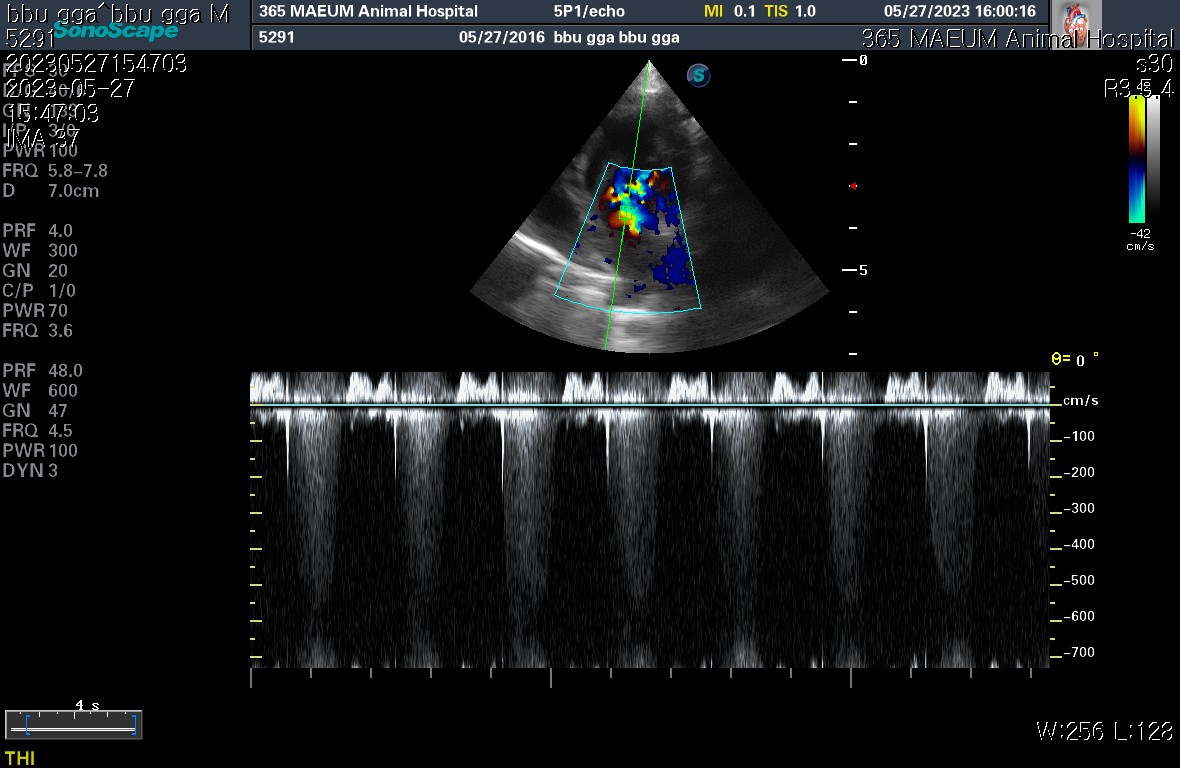 bbu gga^bbu gga M
5291
20230527154703
2023-05-27
15:47:03
IMA 37
SonoScape
365 MAEUM Animal Hospital 5P1/echo MI 0.1 TIS 1.0 05/27/2023 16:00:16
5291 05/27/2016 bbu gga bbu gga
365 MAEUM Animal Hospital
s30
S
PWR 100
FRQ 5.8-7.8
D 7.0cm
PRF 4.0
WF 300
GN 20
C/P 1/0
PWR 70
FRQ 3.6
PRF 48.0
WF 600
GN 47
FRQ 4.5
PWR 100
DYN 3
0
5
-42
cm/s
θ= 0 °
cm/s
-100
-200
-300
-400
-500
-600
-700
4 s
THI
W:256 L:128